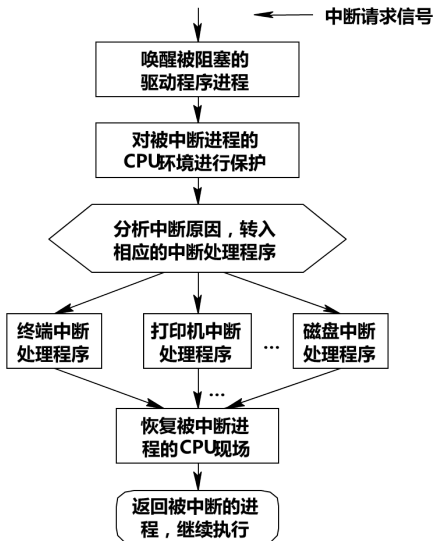 中断请求信号
唤醒被阻塞的
驱动程序进程
对被中断进程的
CPU环境进行保护
分析中断原因，转入
相应的中断处理程序
终端中断
处理程序
打印机中断
处理程序
…
磁盘中断
处理程序
…
恢复被中断进
程的CPU现场
返回被中断的进
程，继续执行